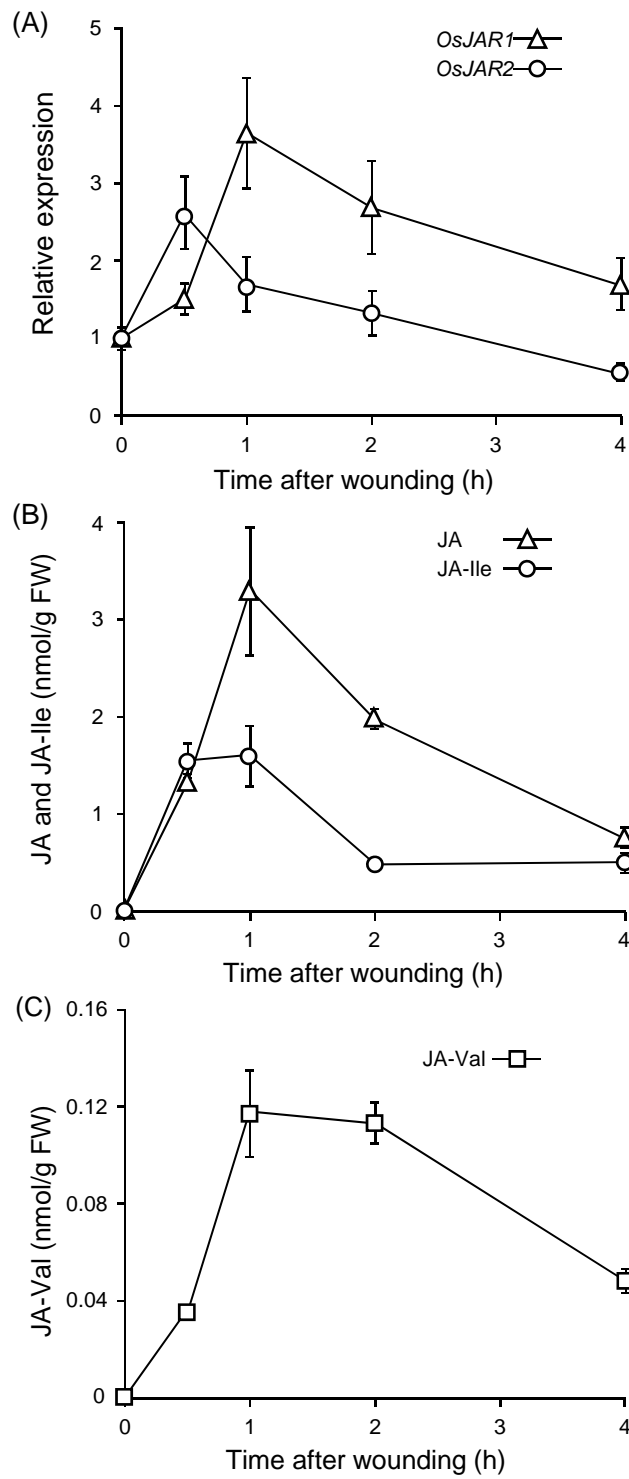 (A)
5
4
3
2
1
0
Relative expression
OsJAR1
OsJAR2
0
1
2
3
4
Time after wounding (h)
(B)
4
3
2
1
0
JA and JA-Ile (nmol/g FW)
JA
JA-Ile
0
1
2
3
4
Time after wounding (h)
(C)
0.16
0.12
0.08
0.04
0
JA-Val (nmol/g FW)
JA-Val
0
1
2
3
4
Time after wounding (h)